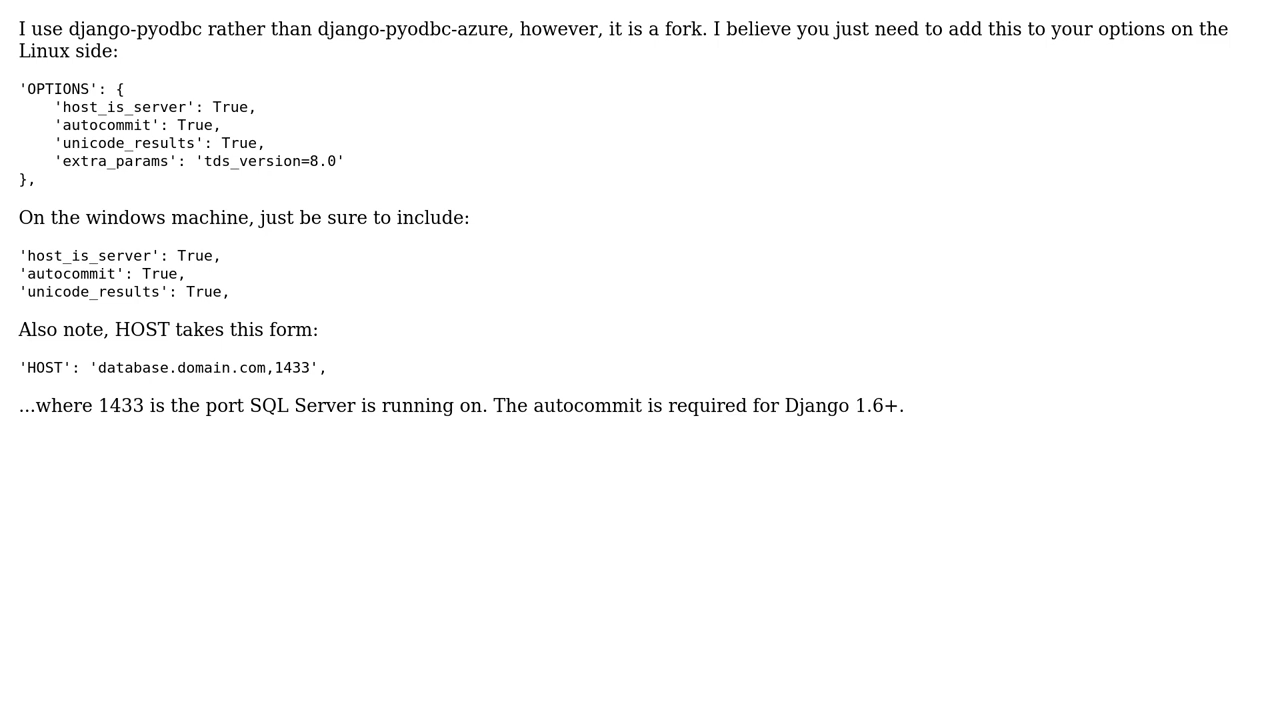 I use django-pyodbc rather than django-pyodbc-azure, however, it is a fork. I believe you just need to add this to your options on the
Linux side:
'OPTIONS': {
    'host_is_server': True,
    'autocommit': True,
    'unicode_results': True,
    'extra_params': 'tds_version=8.0'
},
On the windows machine, just be sure to include:
'host_is_server': True,
'autocommit': True,
'unicode_results': True,
Also note, HOST takes this form:
'HOST': 'database.domain.com,1433',
...where 1433 is the port SQL Server is running on. The autocommit is required for Django 1.6+.